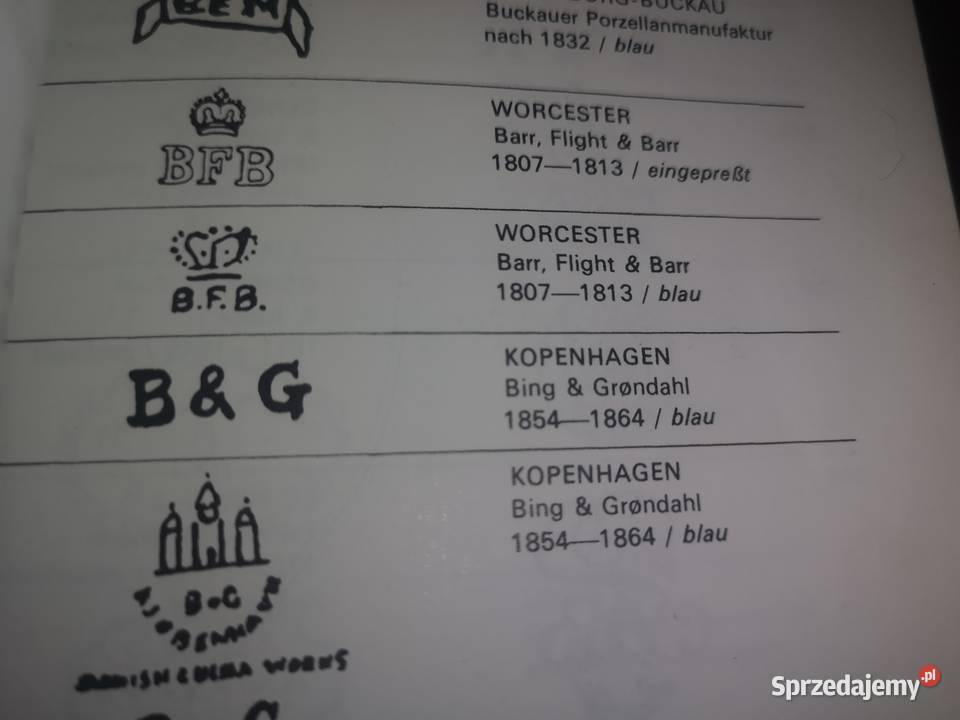 Buckauer Porzellanmanufaktur
nach 1832 / blau
BFB
WORCESTER
Barr, Flight & Barr
1807—1813 / eingepreßt
B.F.B.
WORCESTER
Barr, Flight & Barr
1807—1813 / blau
B & G
KOPENHAGEN
Bing & Grøndahl
1854—1864 / blau
KOPENHAGEN
Bing & Grøndahl
1854—1864 / blau
WORKS
Sprzedajemy.pl